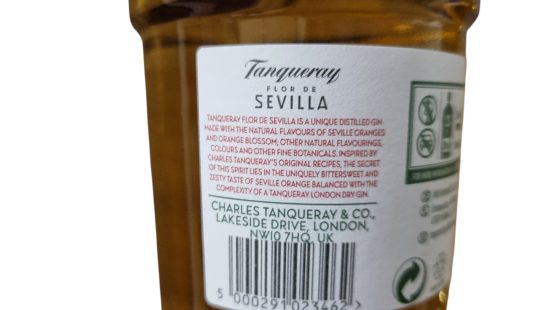 Tanqueray
FLOR DE
SEVILLA
TANQUERAY FLOR DE SEVILLA IS A UNIQUE DISTILLED GIN
MADE WITH THE NATURAL FLAVOURS OF SEVILLE ORANGES
AND ORANGE BLOSSOM; OTHER NATURAL FLAVOURINGS,
COLOURS AND OTHER FINE BOTANICALS. INSPIRED BY
CHARLES TANQUERAY'S ORIGINAL RECIPES, THE SECRET
OF THIS SPIRIT LIES IN THE UNIQUELY BITTERSWEET AND
ZESTY TASTE OF SEVILLE ORANGE BALANCED WITH THE
COMPLEXITY OF A TANQUERAY LONDON DRY GIN.
CHARLES TANQUERAY & CO.,
LAKESIDE DRIVE, LONDON,
NW10 7HQ, UK
5 000291 023462 >